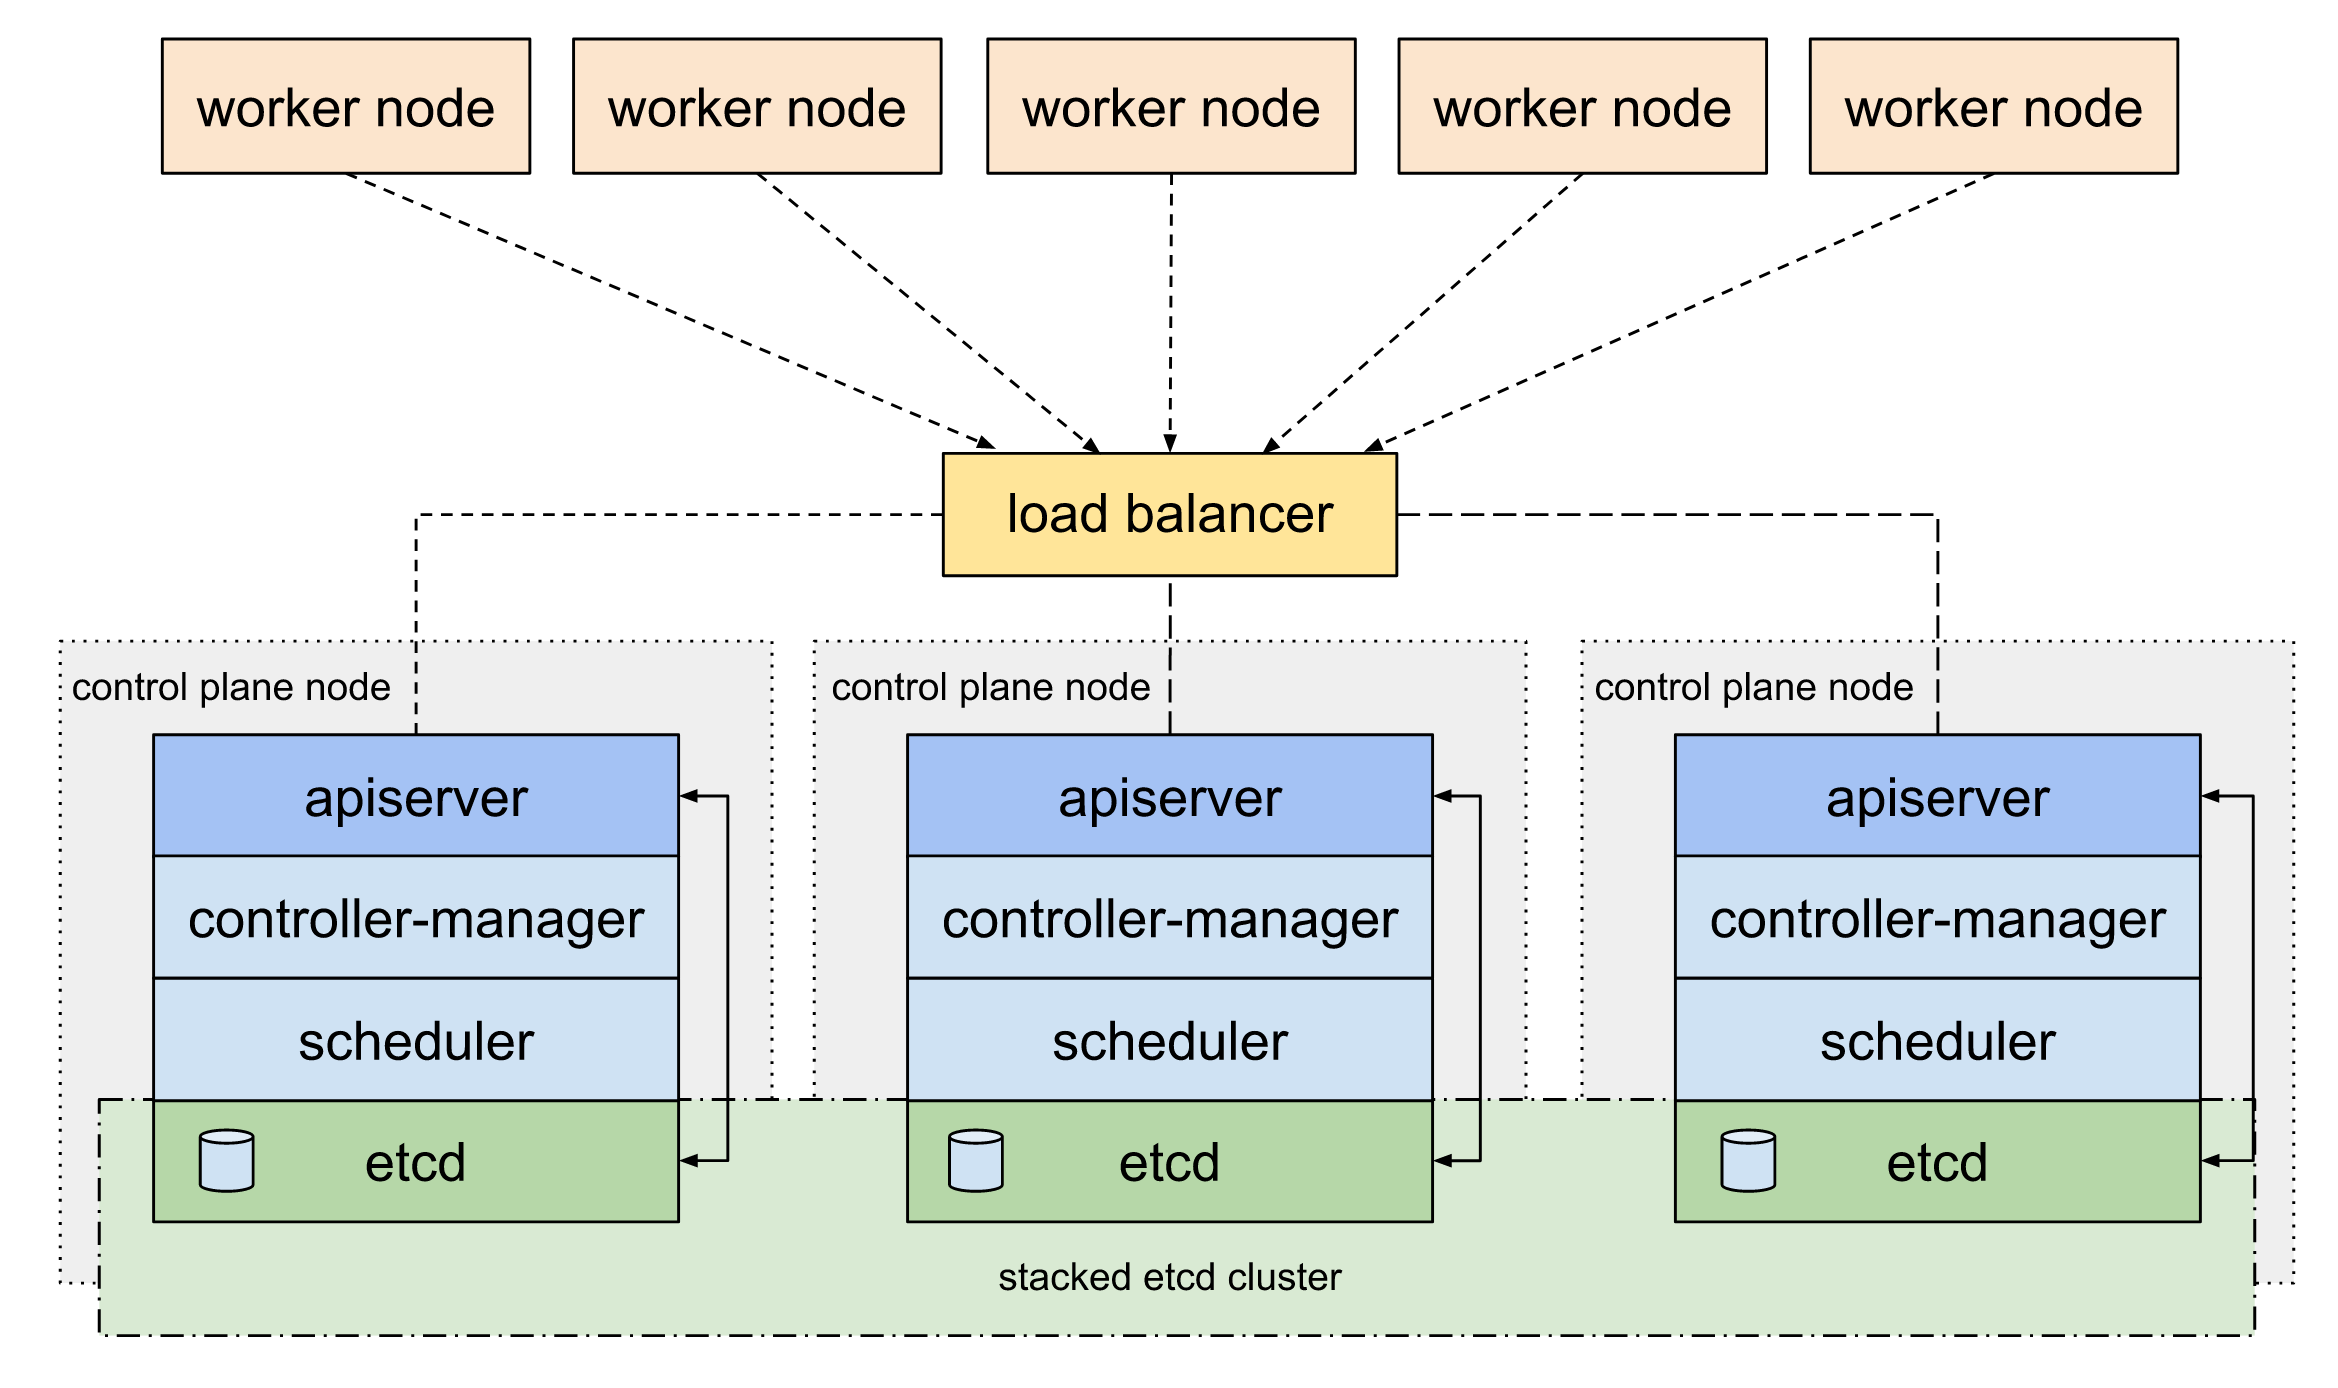 worker node
worker node
worker node
worker node
worker node
load balancer
control plane node
control plane node
control plane node
apiserver
apiserver
apiserver
controller-manager
controller-manager
controller-manager
scheduler
scheduler
scheduler
etcd
etcd
etcd
stacked etcd cluster